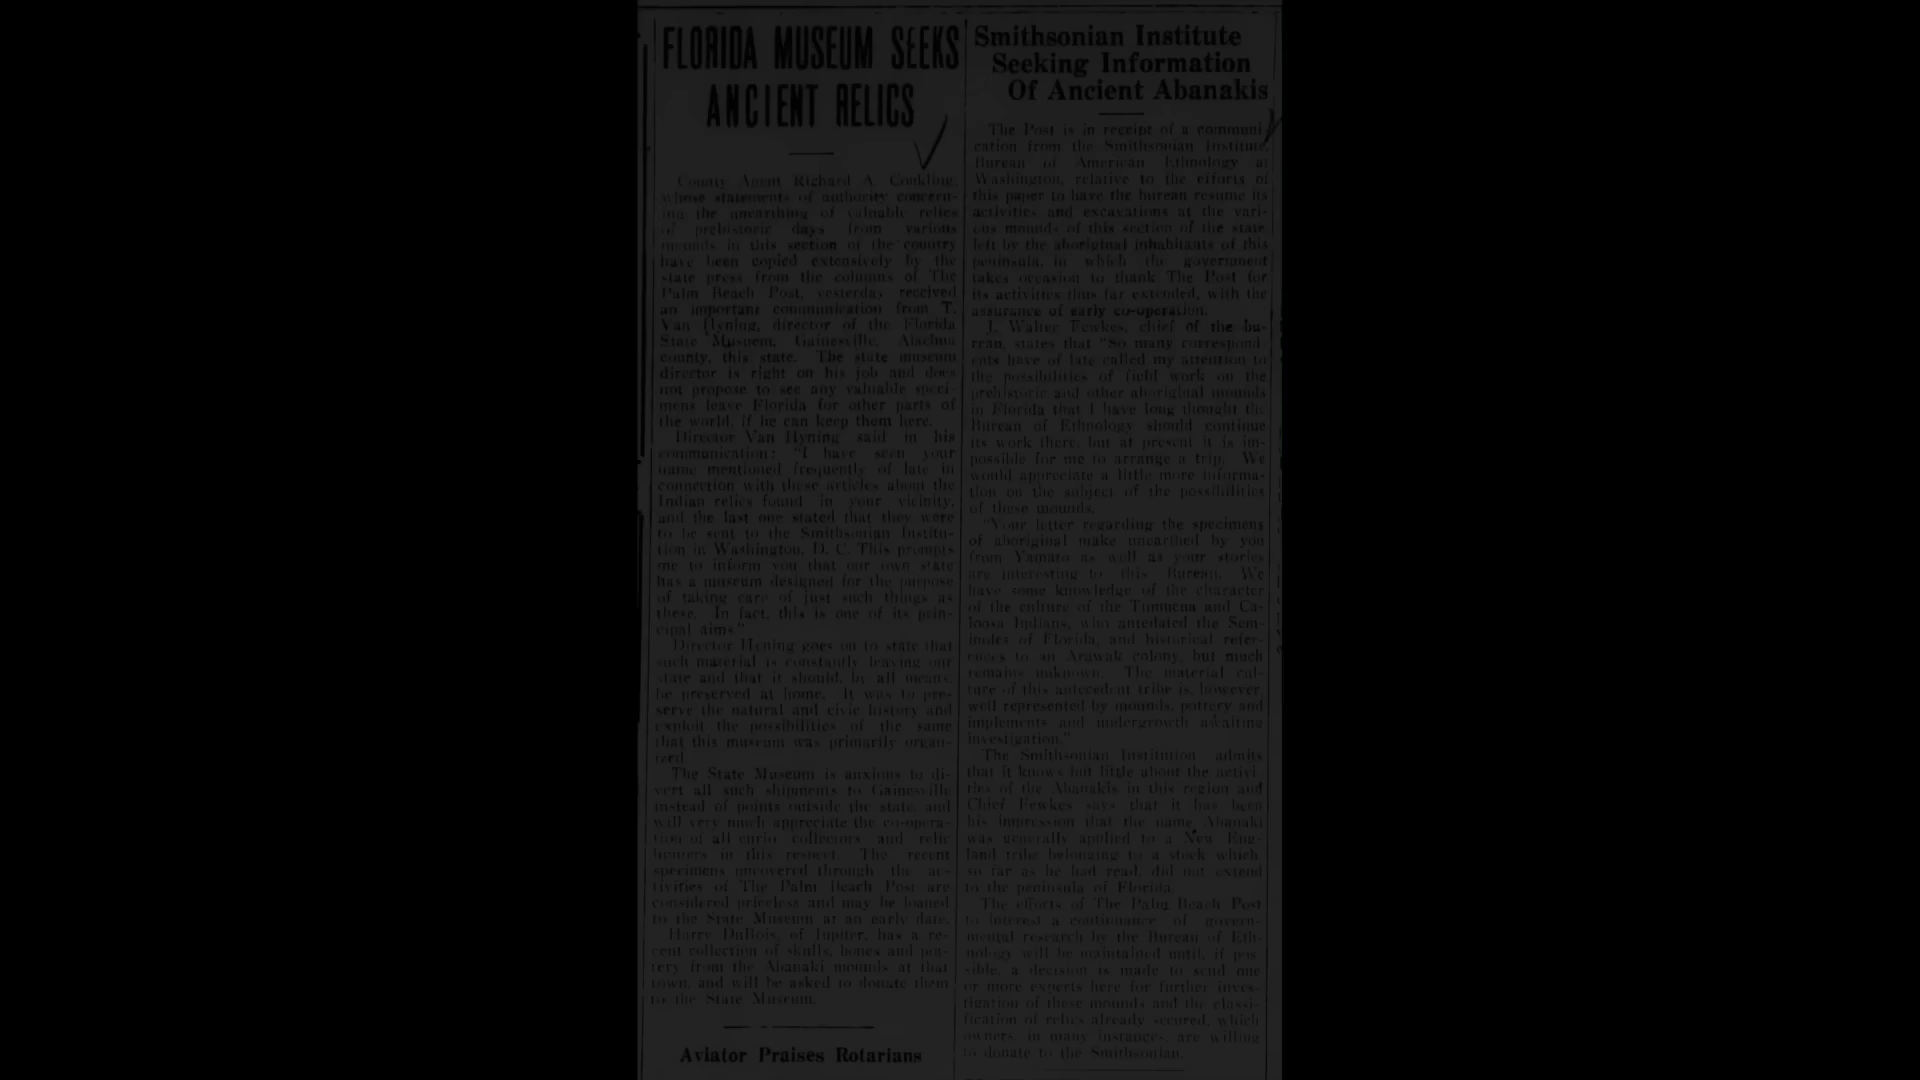 FLORIDA MUSEUM SEEKS
ANCIENT RELICS
County Agent Richard A. Conkling,
whose statements of authority concern-
ing the unearthing of valuable relics
of prehistoric days from various
mounds in this section of the country
have been copied extensively by the
state press from the columns of The
Palm Beach Post, yesterday received
an important communication from T.
Van Hyning, director of the Florida
State Musuem, Gainesville, Alachua
county, this state. The state museum
director is right on his job and does
not propose to see any valuable speci-
mens leave Florida for other parts of
the world, if he can keep them here.
Director Van Hyning said in his
communication: "I have seen your
name mentioned frequently of late in
connection with these articles about the
Indian relics found in your vicinity,
and the last one stated that they were
to be sent to the Smithsonian Institu-
tion in Washington, D. C. This prompts
me to inform you that our own state
has a museum designed for the purpose
of taking care of just such things as
these. In fact, this is one of its prin-
cipal aims."
Director Hyning goes on to state that
such material is constantly leaving our
state and that it should, by all means,
be preserved at home. It was to pre-
serve the natural and civic history and
exploit the possibilities of the same
that this museum was primarily organ-
ized.
The State Museum is anxious to di-
vert all such shipments to Gainesville
instead of points outside the state and
will very much appreciate the co-opera-
tion of all curio collectors and relic
hunters in this respect. The recent
specimens uncovered through the ac-
tivities of The Palm Beach Post are
considered priceless and may be loaned
to the State Museum at an early date.
Harry DuBois, of Jupiter, has a re-
cent collection of skulls, bones and pot-
tery from the Abanaki mounds at that
town, and will be asked to donate them
to the State Museum.
Aviator Praises Rotarians
Smithsonian Institute
Seeking Information
Of Ancient Abanakis
The Post is in receipt of a communi-
cation from the Smithsonian Institute,
Bureau of American Ethnology at
Washington, relative to the efforts of
this paper to have the bureau resume its
activities and excavations at the vari-
ous mounds of this section of the state
left by the aboriginal inhabitants of this
peninsula, in which the government
takes occasion to thank The Post for
its activities thus far extended, with the
assurance of early co-operation.
J. Walter Fewkes, chief of the bu-
reau, states that "So many correspond-
ents have of late called my attention to
the possibilities of field work on the
prehistoric and other aboriginal mounds
in Florida that I have long thought the
Bureau of Ethnology should continue
its work there, but at present it is im-
possible for me to arrange a trip. We
would appreciate a little more informa-
tion on the subject of the possibilities
of these mounds.
"Your letter regarding the specimens
of aboriginal make unearthed by you
from Yamato as well as your stories
are interesting to this Bureau. We
have some knowledge of the character
of the culture of the Tumucua and Ca-
loosa Indians, who antedated the Sem-
inoles of Florida, and historical refer-
ences to an Arawak colony, but much
remains unknown. The material cul-
ture of this antecedent tribe is, however,
well represented by mounds, pottery and
implements and undergrowth awaiting
investigation."
The Smithsonian Institution admits
that it knows but little about the activi-
ties of the Abanakis in this region and
Chief Fewkes says that it has been
his impression that the name Abanaki
was generally applied to a New Eng-
land tribe belonging to a stock which,
so far as he had read, did not extend
to the peninsula of Florida.
The efforts of The Palm Beach Post
to interest a continuance of govern-
mental research by the Bureau of Eth-
nology will be maintained until, if pos-
sible, a decision is made to send one
or more experts here for further inves-
tigation of these mounds and the classi-
fication of relics already secured, which
owners, in many instances, are willing
to donate to the Smithsonian.